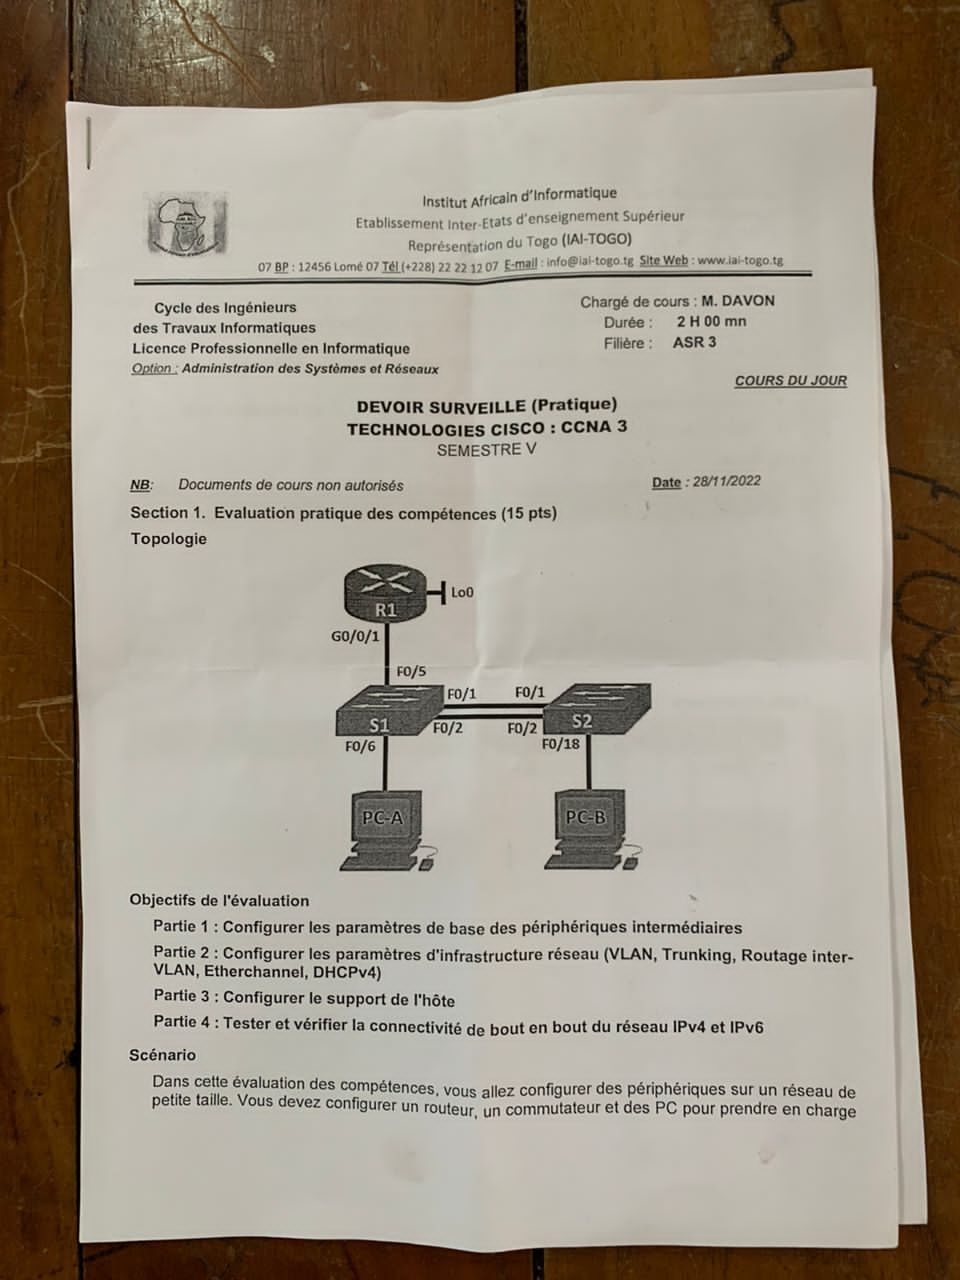 Institut Africain d'Informatique
Etablissement Inter-Etats d'enseignement Supérieur
Représentation du Togo (IAI-TOGO)
07 BP : 12456 Lomé 07 Tél (+228) 22 22 12 07 E-mail : info@iai-togo.tg Site Web : www.iai-togo.tg
Cycle des Ingénieurs
des Travaux Informatiques
Licence Professionnelle en Informatique
Option : Administration des Systèmes et Réseaux
Chargé de cours : M. DAVON
Durée : 2 H 00 mn
Filière : ASR 3
COURS DU JOUR
DEVOIR SURVEILLE (Pratique)
TECHNOLOGIES CISCO : CCNA 3
SEMESTRE V
NB: Documents de cours non autorisés
Date : 28/11/2022
Section 1. Evaluation pratique des compétences (15 pts)
Topologie
R1
Lo0
G0/0/1
F0/5
F0/1 F0/1
S1 S2
F0/2 F0/2
F0/6 F0/18
PC-A PC-B
Objectifs de l'évaluation
Partie 1 : Configurer les paramètres de base des périphériques intermédiaires
Partie 2 : Configurer les paramètres d'infrastructure réseau (VLAN, Trunking, Routage inter-
VLAN, Etherchannel, DHCPv4)
Partie 3 : Configurer le support de l'hôte
Partie 4 : Tester et vérifier la connectivité de bout en bout du réseau IPv4 et IPv6
Scénario
Dans cette évaluation des compétences, vous allez configurer des périphériques sur un réseau de
petite taille. Vous devez configurer un routeur, un commutateur et des PC pour prendre en charge